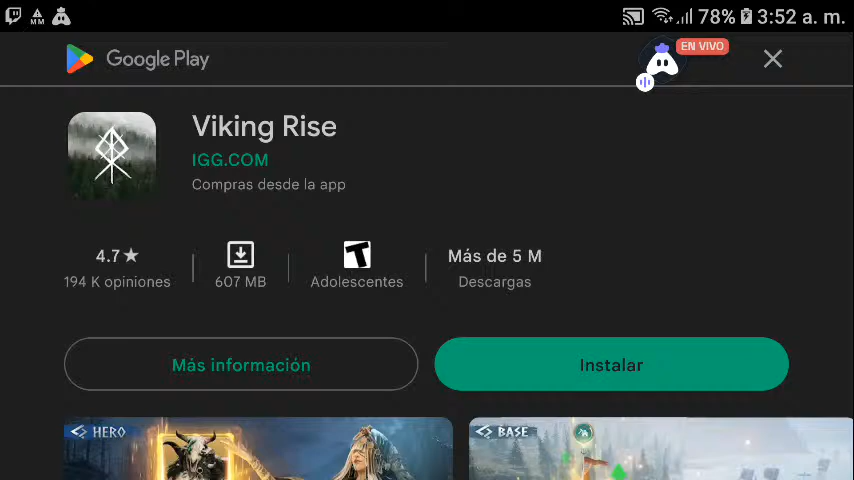 MM
78%
3:52 a. m.
Google Play
EN VIVO
Viking Rise
IGG.COM
Compras desde la app
4.7★
194 K opiniones
607 MB
Adolescentes
Más de 5 M
Descargas
Más información
Instalar
HERO
BASE